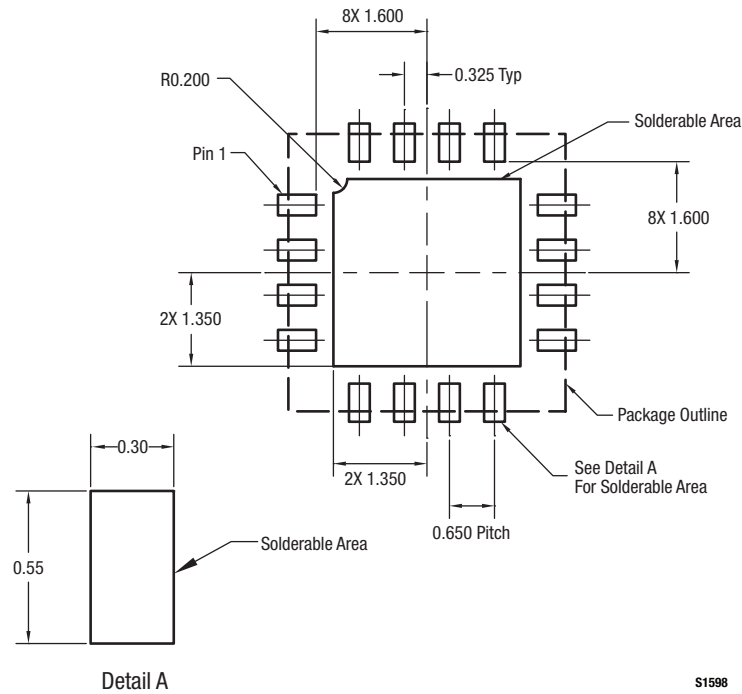 8X 1.600
0.325 Typ
R0.200
Solderable Area
Pin 1
8X 1.600
2X 1.350
Package Outline
2X 1.350
See Detail A
For Solderable Area
0.650 Pitch
0.30
0.55
Solderable Area
Detail A
S1598